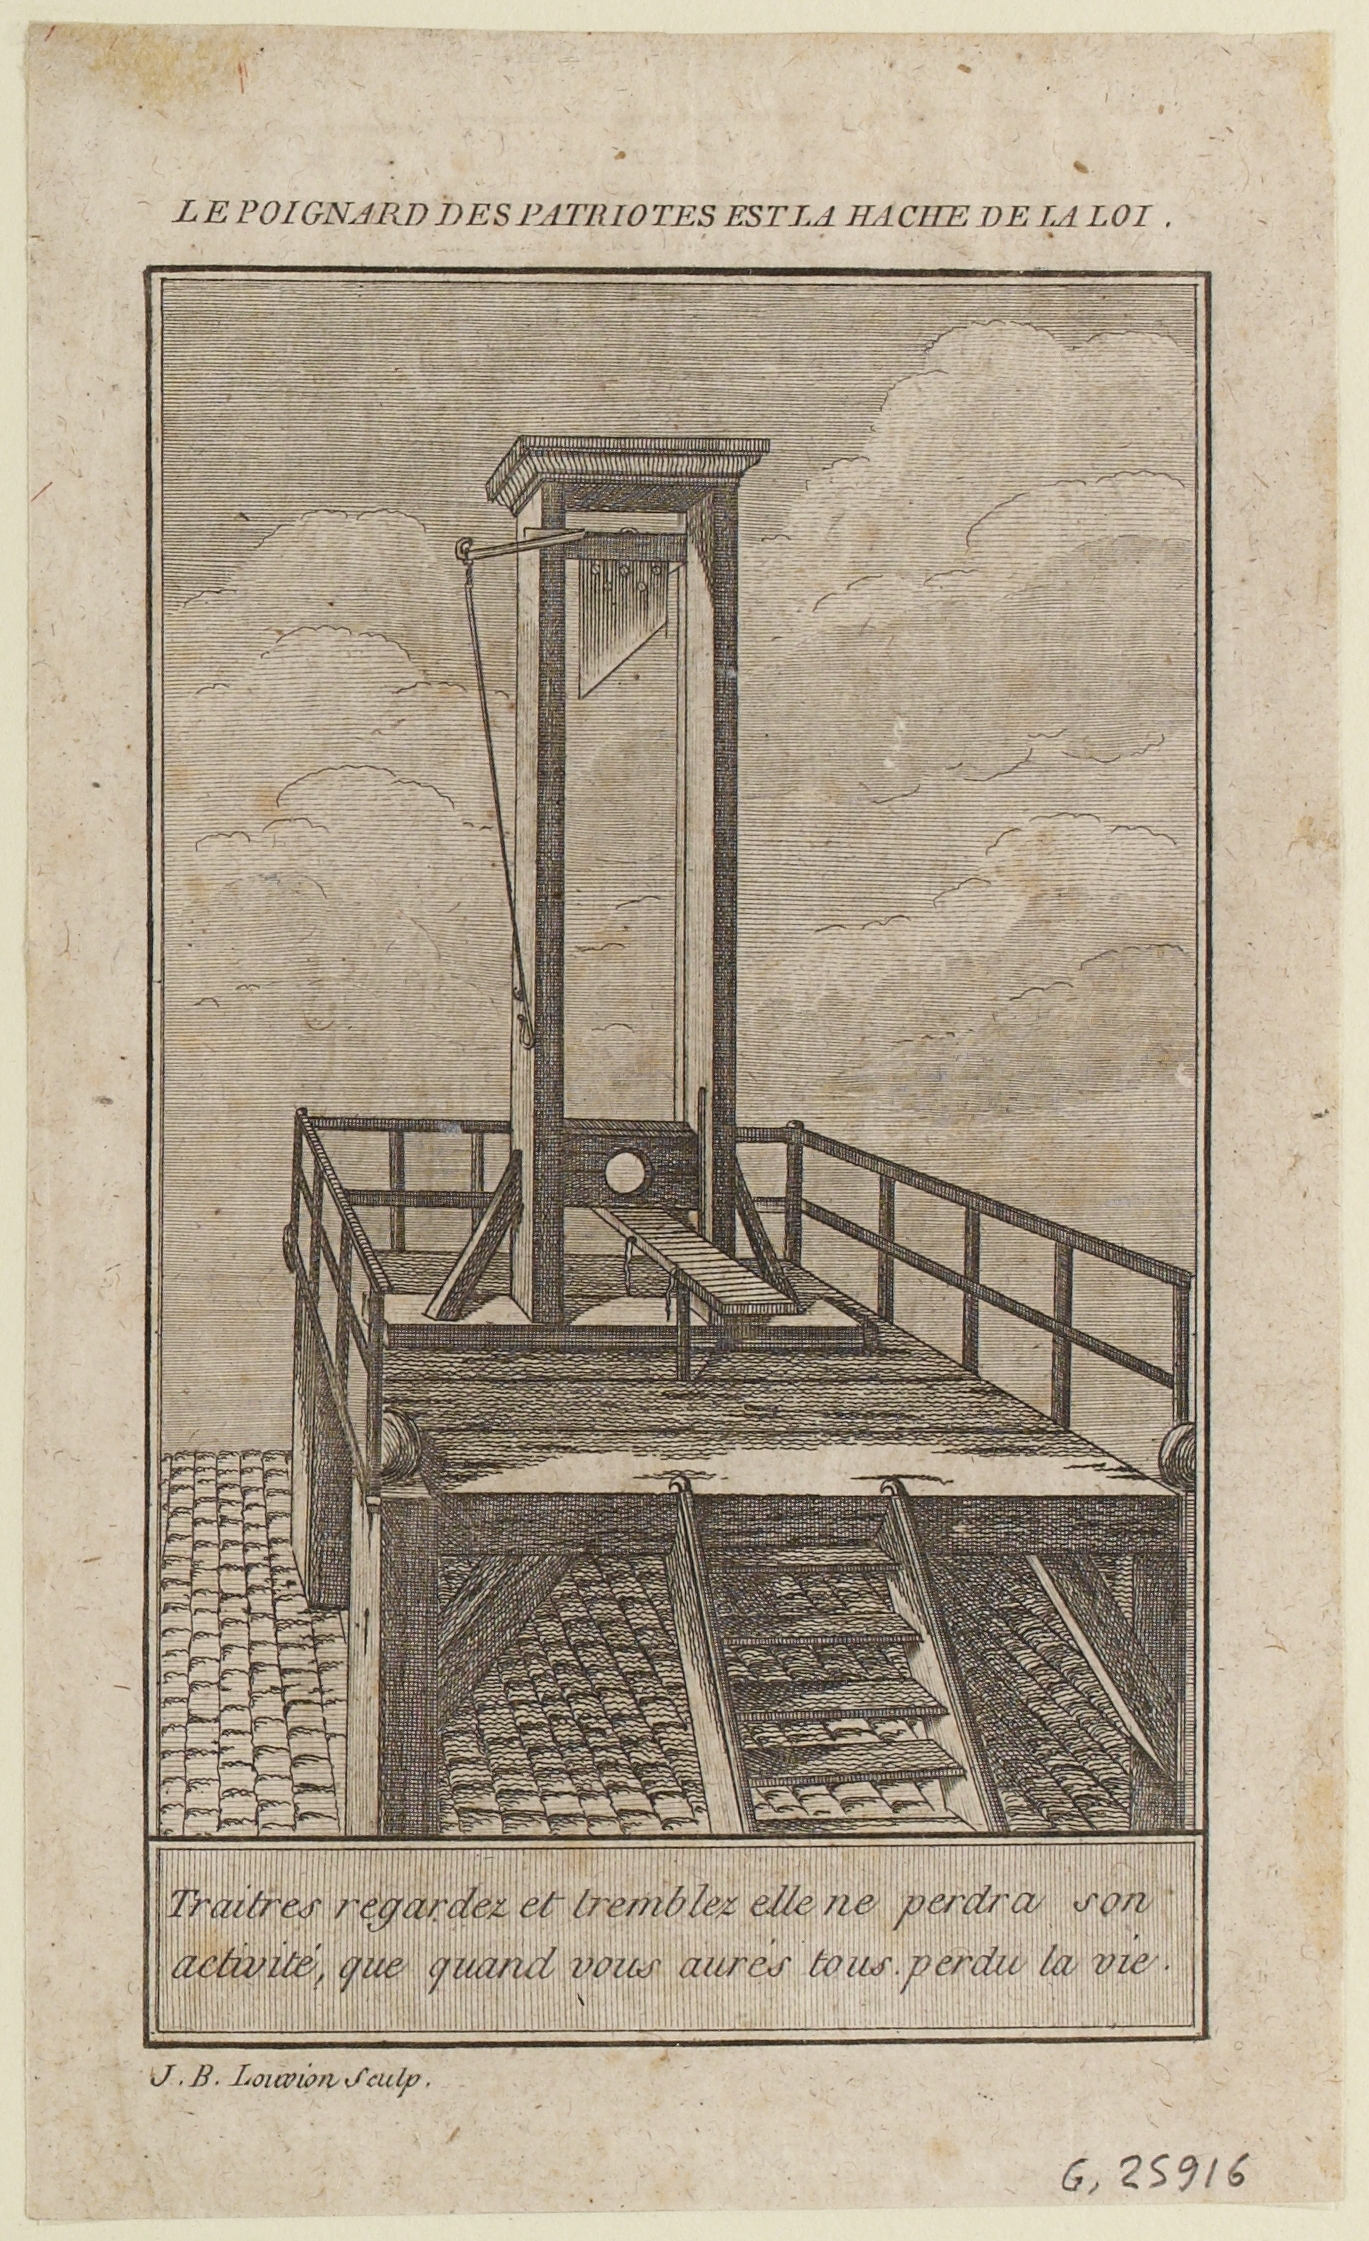 LE POIGNARD DES PATRIOTES EST LA HACHE DE LA LOI .
Traitres regardez et tremblez elle ne perdra son
activité, que quand vous aurés tous perdu la vie.
J. B. Louvion Sculp.
G, 25916